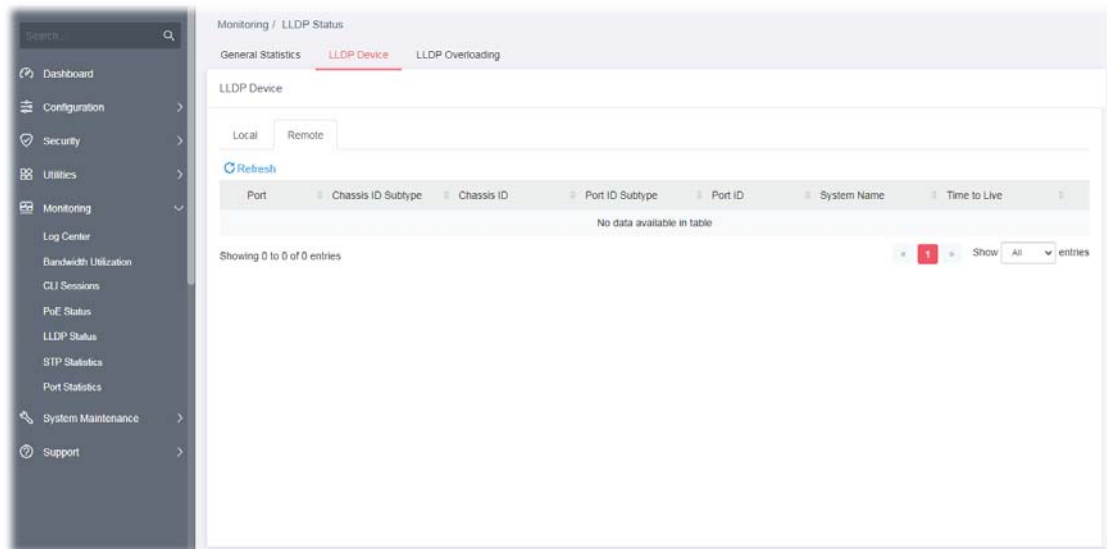 Search...
Dashboard
Configuration
Security
Utilities
Monitoring
Log Center
Bandwidth Utilization
CLI Sessions
PoE Status
LLDP Status
STP Statistics
Port Statistics
System Maintenance
Support
Monitoring / LLDP Status
General Statistics LLDP Device LLDP Overloading
LLDP Device
Local Remote
Refresh
Port Chassis ID Subtype Chassis ID Port ID Subtype Port ID System Name Time to Live
No data available in table
Showing 0 to 0 of 0 entries « 1 » Show All entries